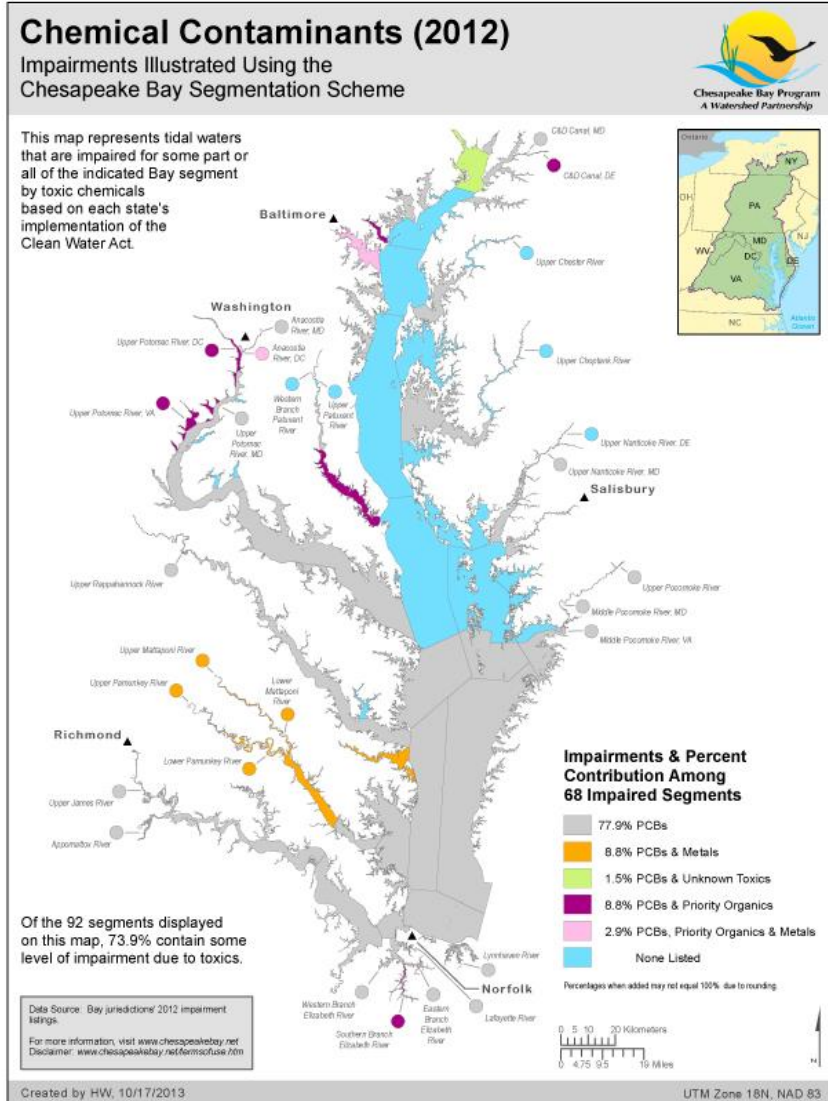 Chemical Contaminants (2012)
Impairments Illustrated Using the
Chesapeake Bay Segmentation Scheme
Chesapeake Bay Program
A Watershed Partnership
This map represents tidal waters
that are impaired for some part or
all of the indicated Bay segment
by toxic chemicals
based on each state's
implementation of the
Clean Water Act.
C&D Canal, MD
C&D Canal, DE
Ontario
NY
PA
OH
NJ
MD
WV
DC
DE
VA
NC
Atlantic
Ocean
Baltimore
Upper Chester River
Washington
Anacostia
River, MD
Upper Potomac River, DC
Anacostia
River, DC
Upper Choptank River
Upper Potomac River, VA
Western
Branch
Patuxent
River
Upper
Patuxent
River
Upper
Potomac
River, MD
Upper Nanticoke River, DE
Upper Nanticoke River, MD
Salisbury
Upper Rappahannock River
Upper Pocomoke River
Middle Pocomoke River, MD
Middle Pocomoke River, VA
Upper Mattaponi River
Upper Pamunkey River
Lower
Mattaponi
River
Richmond
Lower Pamunkey River
Upper James River
Appomattox River
Impairments & Percent
Contribution Among
68 Impaired Segments
77.9% PCBs
8.8% PCBs & Metals
1.5% PCBs & Unknown Toxics
8.8% PCBs & Priority Organics
2.9% PCBs, Priority Organics & Metals
None Listed
Percentages when added may not equal 100% due to rounding.
Of the 92 segments displayed
on this map, 73.9% contain some
level of impairment due to toxics.
Lynnhaven River
Norfolk
Western Branch
Elizabeth River
Eastern
Branch
Elizabeth
River
Lafayette River
Southern Branch
Elizabeth River
Data Source: Bay jurisdictions' 2012 impairment
listings.
For more information, visit www.chesapeakebay.net
Disclaimer: www.chesapeakebay.net/termsofuse.htm
0 5 10 20 Kilometers
0 4.75 9.5 19 Miles
N
Created by HW, 10/17/2013
UTM Zone 18N, NAD 83